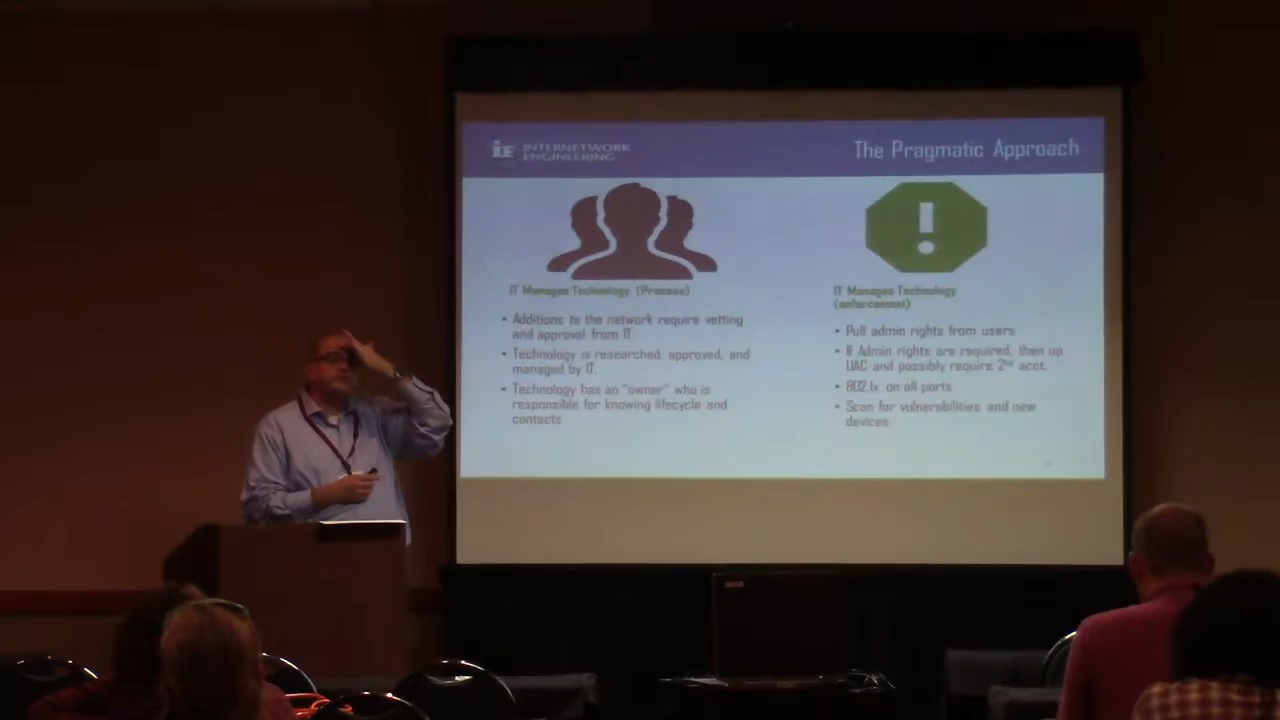 INTERNETWORK
ENGINEERING
The Pragmatic Approach
IT Manages Technology (Process)
• Additions to the network require vetting
and approval from IT.
• Technology is researched, approved, and
managed by IT.
• Technology has an "owner" who is
responsible for knowing lifecycle and
contacts
IT Manages Technology
(enforcement)
• Pull admin rights from users
• If Admin rights are required, then up
UAC and possibly require 2nd acct.
• 802.1x on all ports
• Scan for vulnerabilities and new
devices